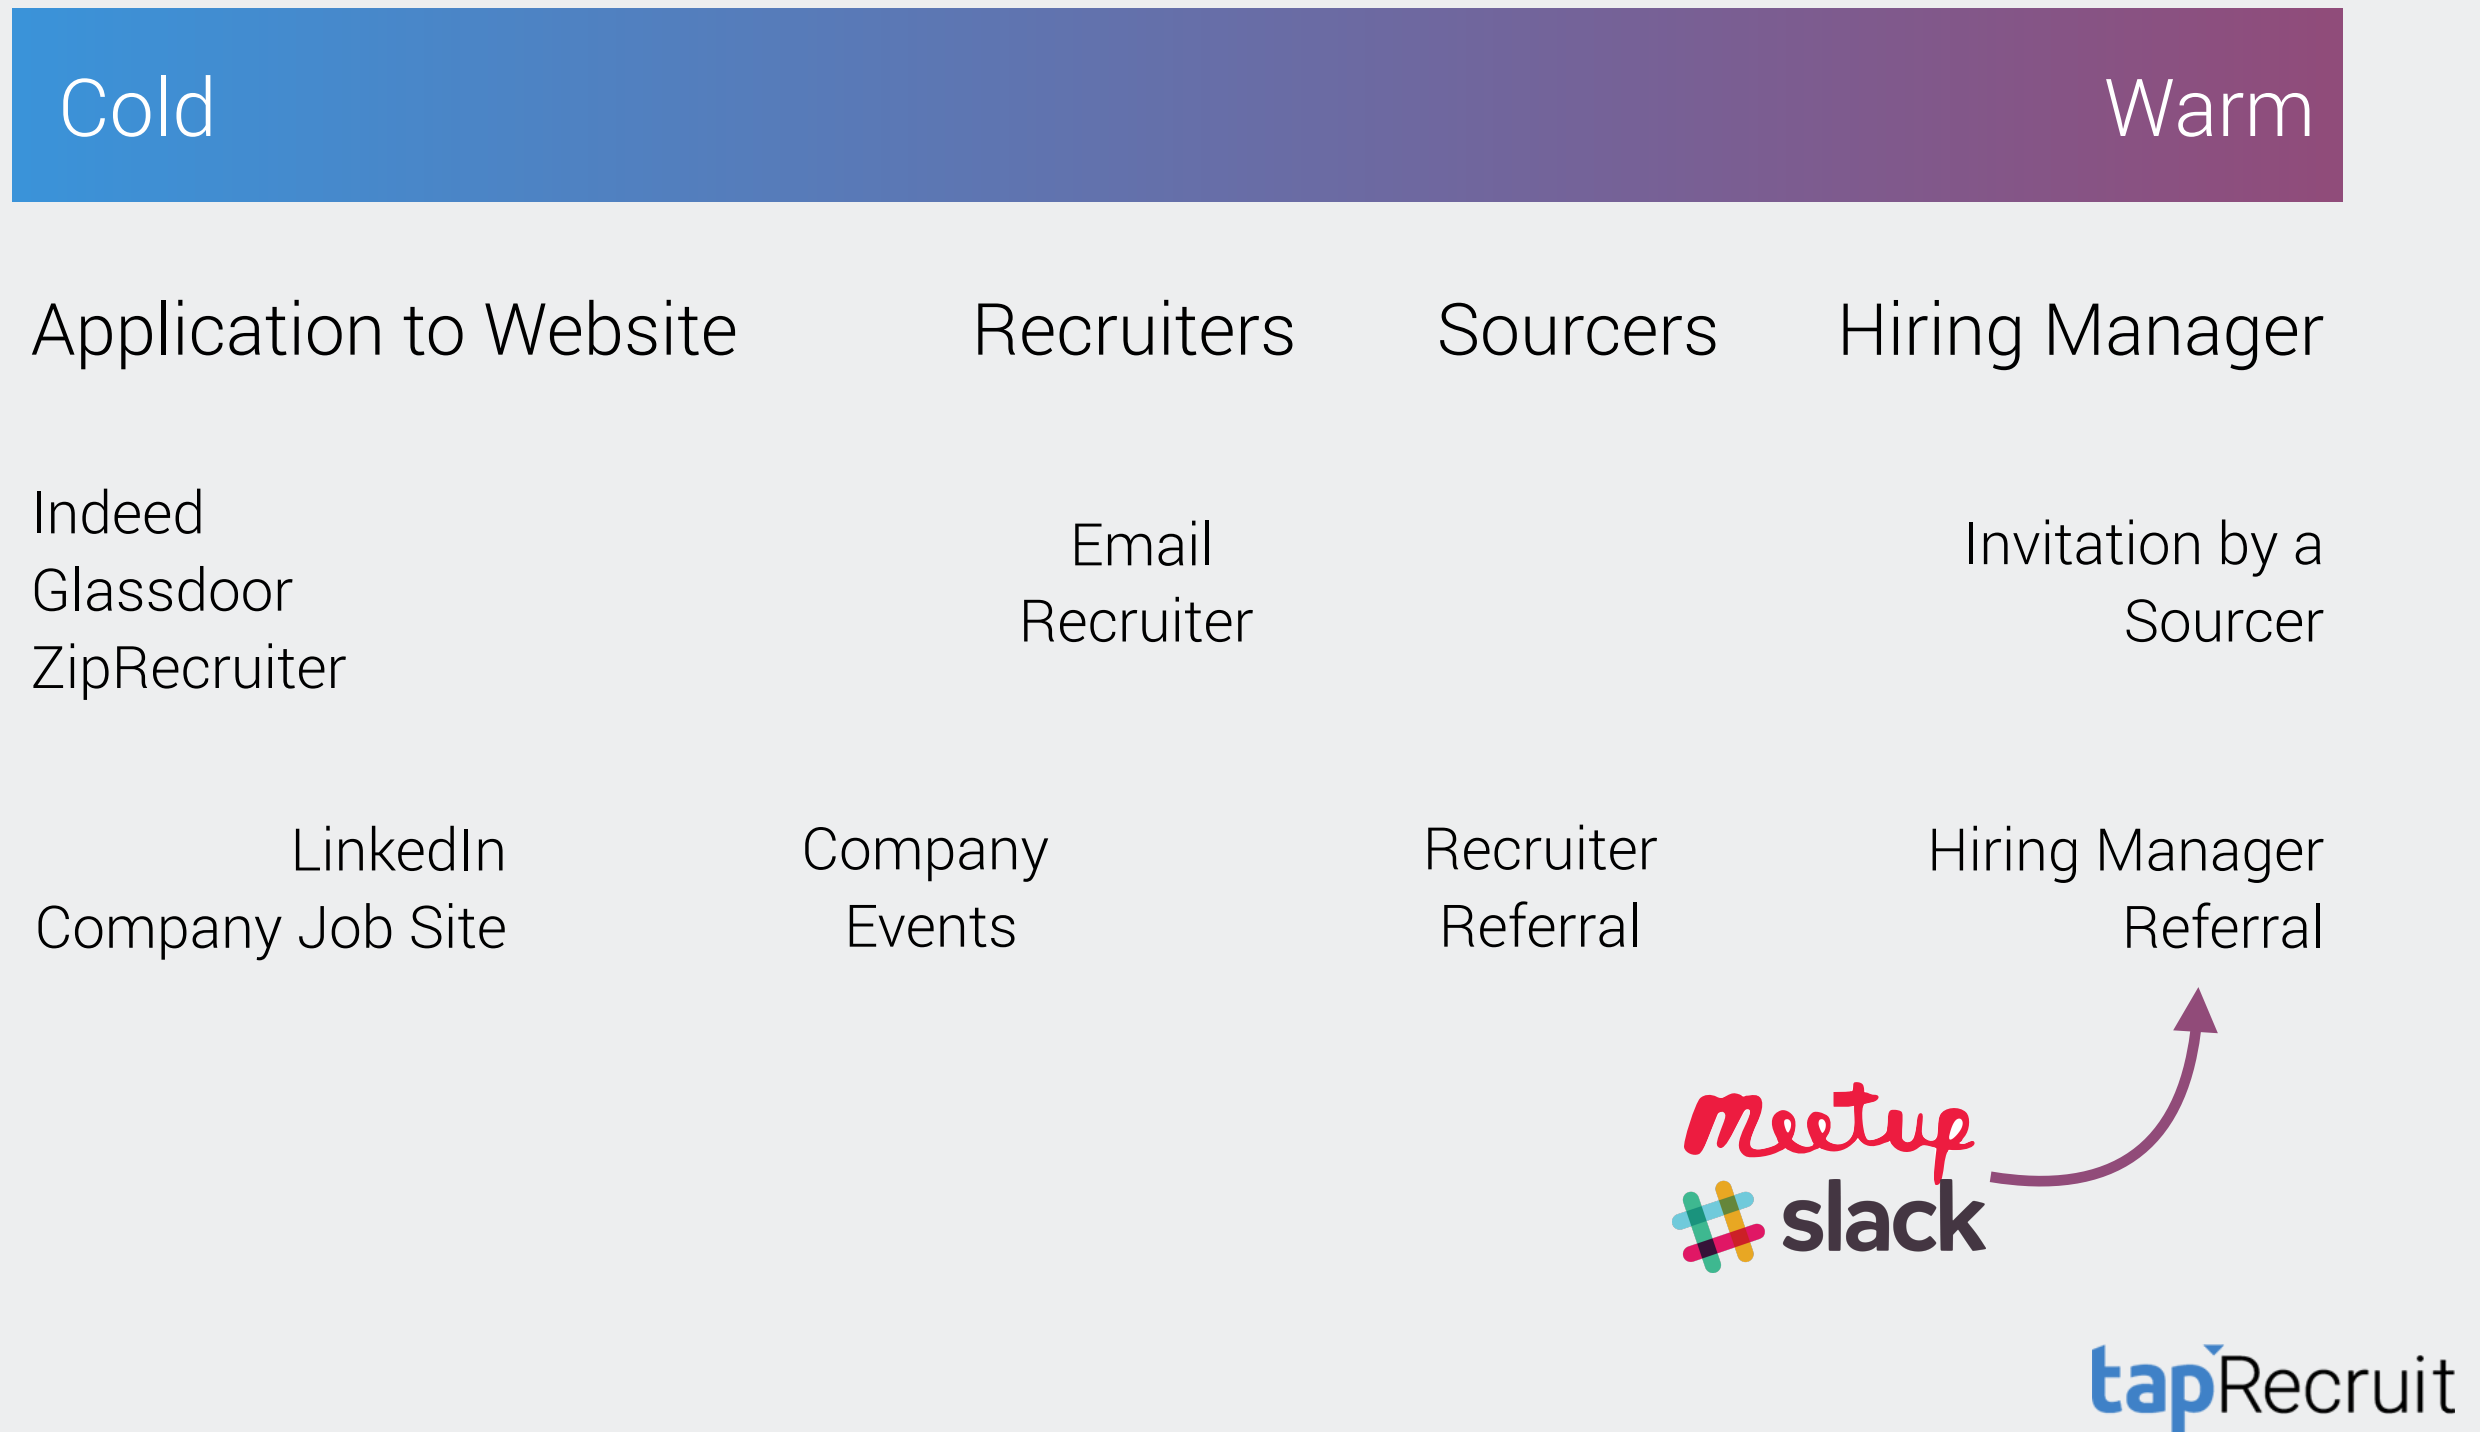 Cold
Warm
Application to Website
Recruiters
Sourcers
Hiring Manager
Indeed
Glassdoor
ZipRecruiter
Email
Recruiter
Invitation by a
Sourcer
LinkedIn
Company Job Site
Company
Events
Recruiter
Referral
Hiring Manager
Referral
meetup
slack
tapRecruit